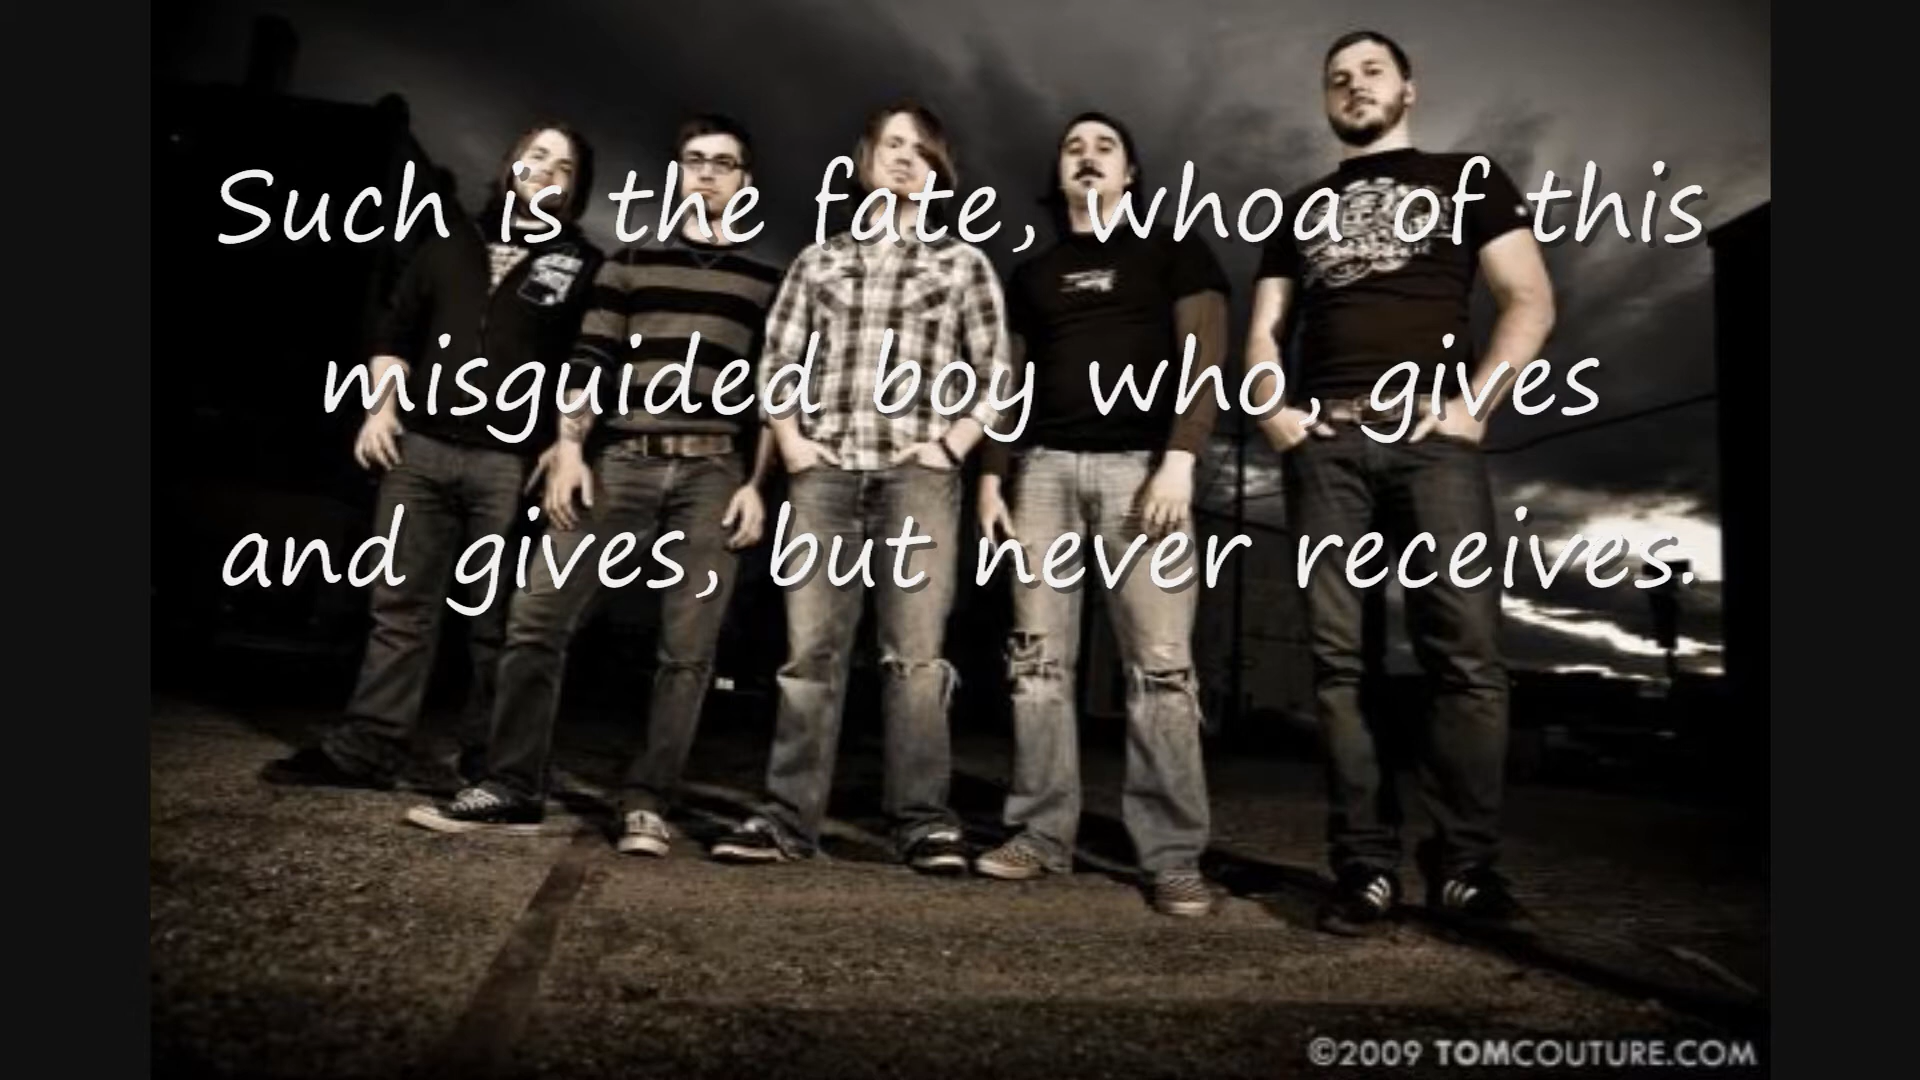 Such is the fate, whoa of this
misguided boy who, gives
and gives, but never receives.
©2009 TOMCOUTURE.COM